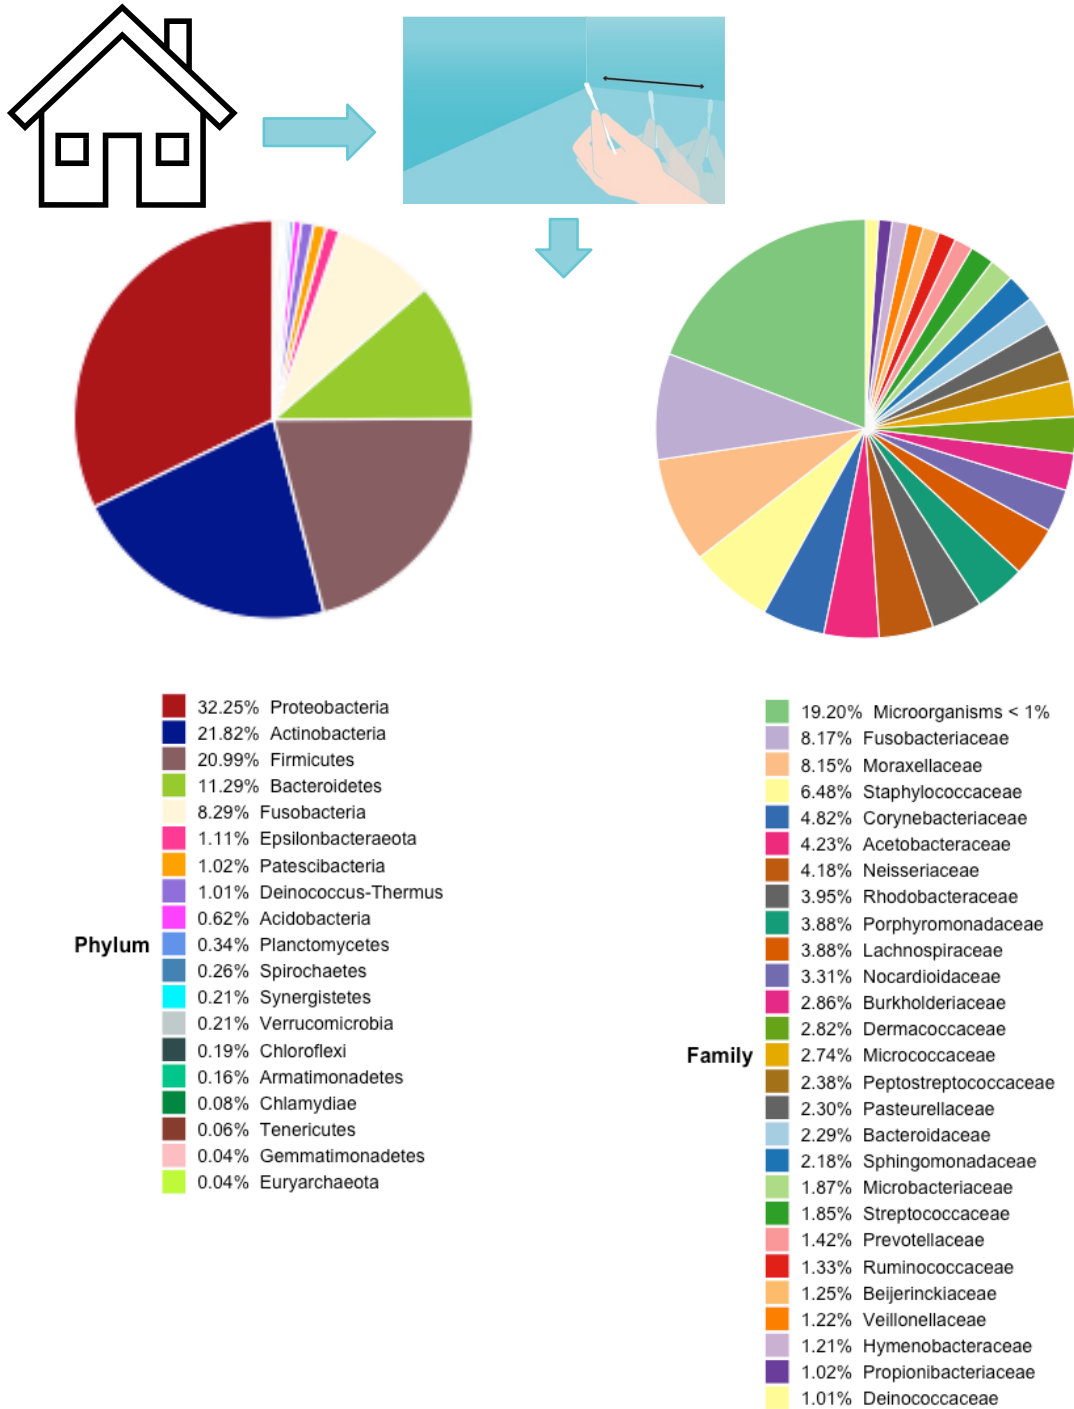 32.25% Proteobacteria
21.82% Actinobacteria
20.99% Firmicutes
11.29% Bacteroidetes
8.29% Fusobacteria
1.11% Epsilonbacteraeota
1.02% Patescibacteria
1.01% Deinococcus-Thermus
0.62% Acidobacteria
Phylum
0.34% Planctomycetes
0.26% Spirochaetes
0.21% Synergistetes
0.21% Verrucomicrobia
0.19% Chloroflexi
0.16% Armatimonadetes
0.08% Chlamydiae
0.06% Tenericutes
0.04% Gemmatimonadetes
0.04% Euryarchaeota
19.20% Microorganisms < 1%
8.17% Fusobacteriaceae
8.15% Moraxellaceae
6.48% Staphylococcaceae
4.82% Corynebacteriaceae
4.23% Acetobacteraceae
4.18% Neisseriaceae
3.95% Rhodobacteraceae
3.88% Porphyromonadaceae
3.88% Lachnospiraceae
3.31% Nocardioidaceae
2.86% Burkholderiaceae
2.82% Dermacoccaceae
Family
2.74% Micrococcaceae
2.38% Peptostreptococcaceae
2.30% Pasteurellaceae
2.29% Bacteroidaceae
2.18% Sphingomonadaceae
1.87% Microbacteriaceae
1.85% Streptococcaceae
1.42% Prevotellaceae
1.33% Ruminococcaceae
1.25% Beijerinckiaceae
1.22% Veillonellaceae
1.21% Hymenobacteraceae
1.02% Propionibacteriaceae
1.01% Deinococcaceae